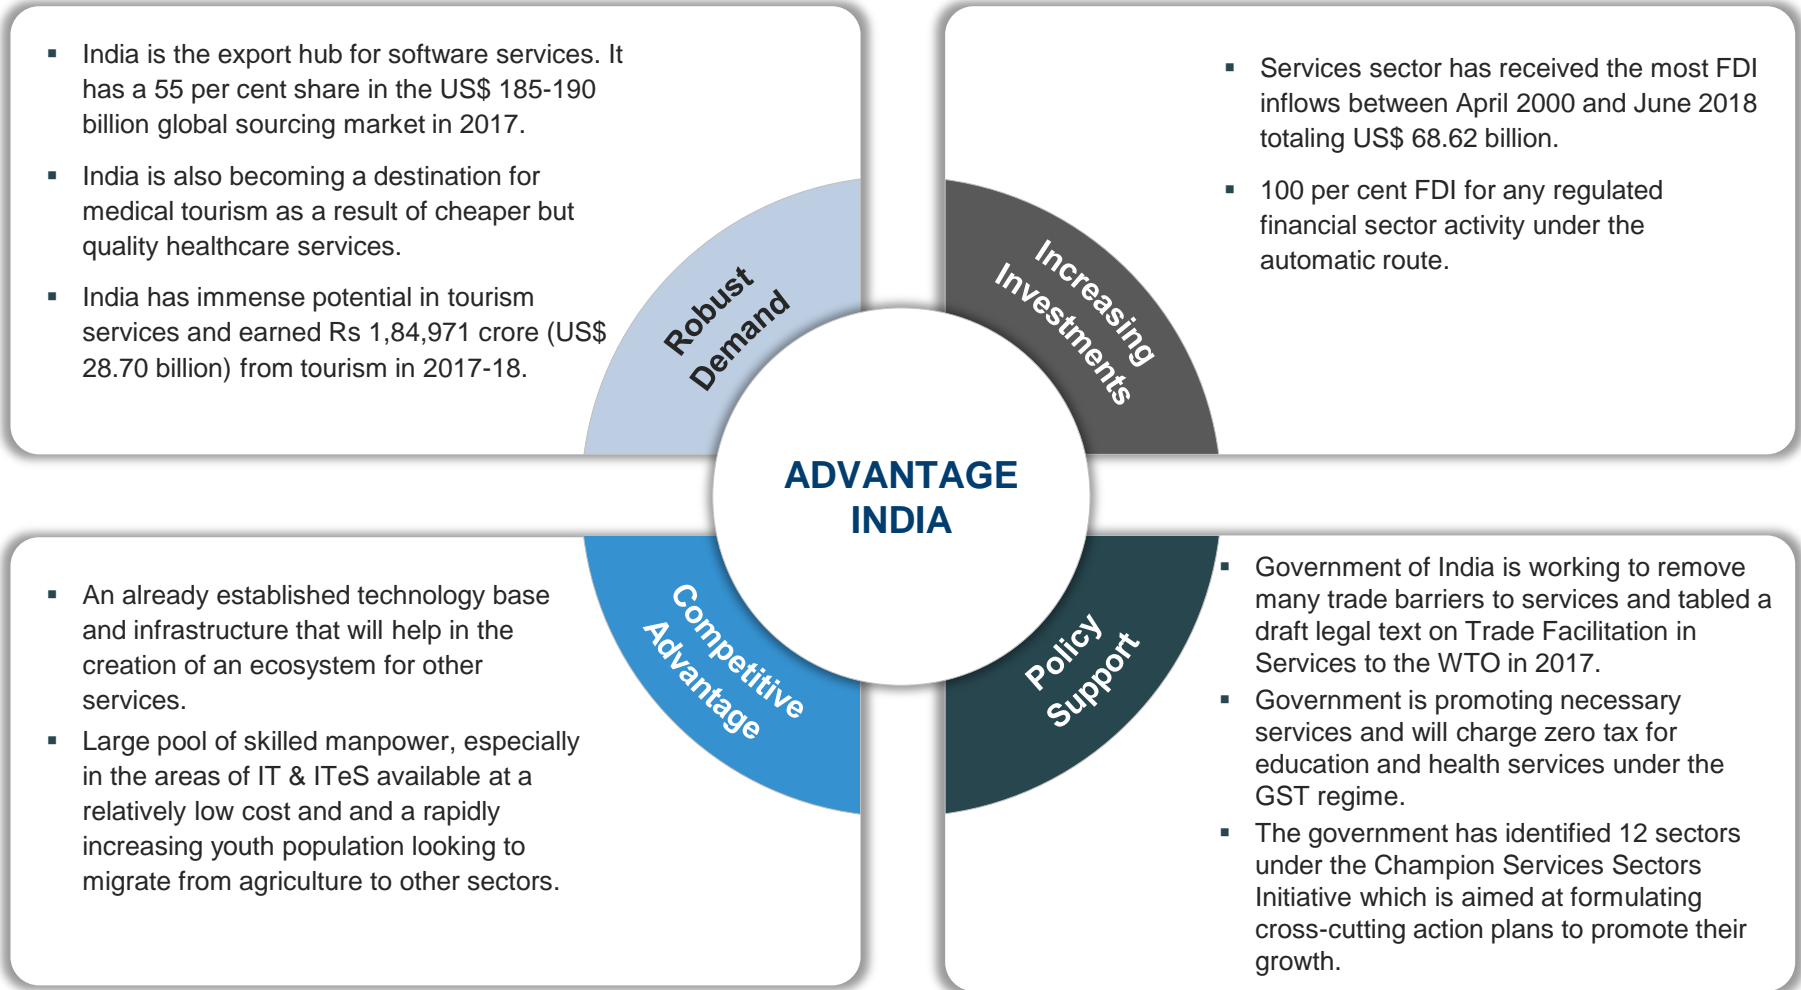 ▪ India is the export hub for software services. It
has a 55 per cent share in the US$ 185-190
billion global sourcing market in 2017.
▪ India is also becoming a destination for
medical tourism as a result of cheaper but
quality healthcare services.
▪ India has immense potential in tourism
services and earned Rs 1,84,971 crore (US$
28.70 billion) from tourism in 2017-18.
Robust
Demand
▪ Services sector has received the most FDI
inflows between April 2000 and June 2018
totaling US$ 68.62 billion.
▪ 100 per cent FDI for any regulated
financial sector activity under the
automatic route.
Increasing
Investments
ADVANTAGE
INDIA
▪ An already established technology base
and infrastructure that will help in the
creation of an ecosystem for other
services.
▪ Large pool of skilled manpower, especially
in the areas of IT & ITeS available at a
relatively low cost and and a rapidly
increasing youth population looking to
migrate from agriculture to other sectors.
Competitive
Advantage
Policy
Support
▪ Government of India is working to remove
many trade barriers to services and tabled a
draft legal text on Trade Facilitation in
Services to the WTO in 2017.
▪ Government is promoting necessary
services and will charge zero tax for
education and health services under the
GST regime.
▪ The government has identified 12 sectors
under the Champion Services Sectors
Initiative which is aimed at formulating
cross-cutting action plans to promote their
growth.